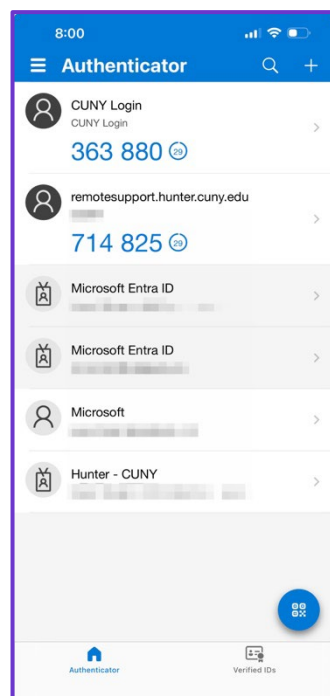 8:00
Authenticator
CUNY Login
CUNY Login
363 880 29
remotesupport.hunter.cuny.edu
714 825 29
Microsoft Entra ID
Microsoft Entra ID
Microsoft
Hunter - CUNY
Authenticator
Verified IDs